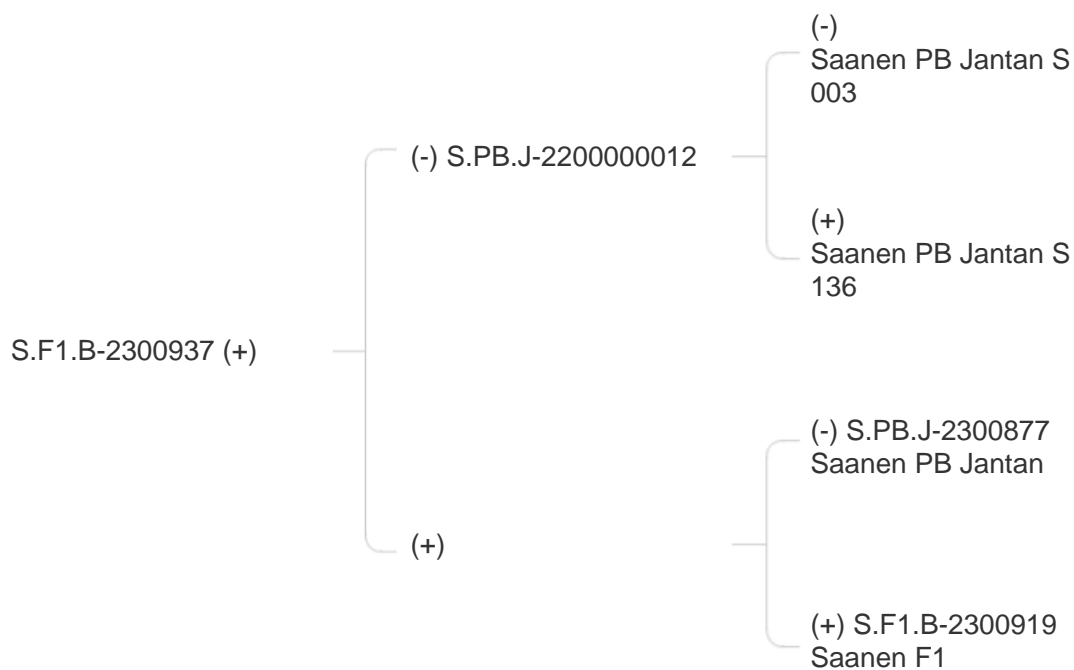 (-)
Saanen PB Jantan S
003
(-) S.PB.J-2200000012
(+)
Saanen PB Jantan S
136
S.F1.B-2300937 (+)
(-) S.PB.J-2300877
Saanen PB Jantan
(+)
(+) S.F1.B-2300919
Saanen F1